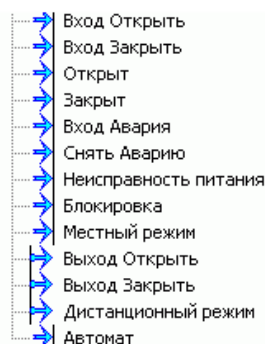 Вход Открыть
Вход Закрыть
Открыт
Закрыт
Вход Авария
Снять Аварию
Неисправность питания
Блокировка
Местный режим
Выход Открыть
Выход Закрыть
Дистанционный режим
Автомат